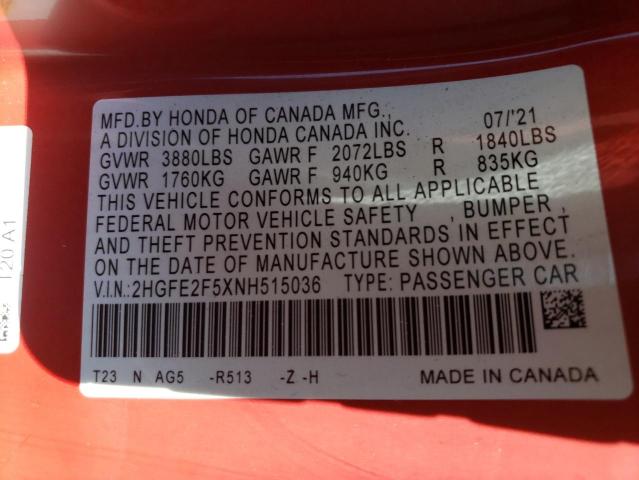 MFD.BY HONDA OF CANADA MFG., 07/'21
A DIVISION OF HONDA CANADA INC.
GVWR 3880LBS GAWR F 2072LBS R 1840LBS
GVWR 1760KG GAWR F 940KG R 835KG
THIS VEHICLE CONFORMS TO ALL APPLICABLE
FEDERAL MOTOR VEHICLE SAFETY , BUMPER ,
AND THEFT PREVENTION STANDARDS IN EFFECT
ON THE DATE OF MANUFACTURE SHOWN ABOVE.
V.I.N.:2HGFE2F5XNH515036 TYPE: PASSENGER CAR
T23 N AG5 -R513 -Z -H MADE IN CANADA
T20 A1